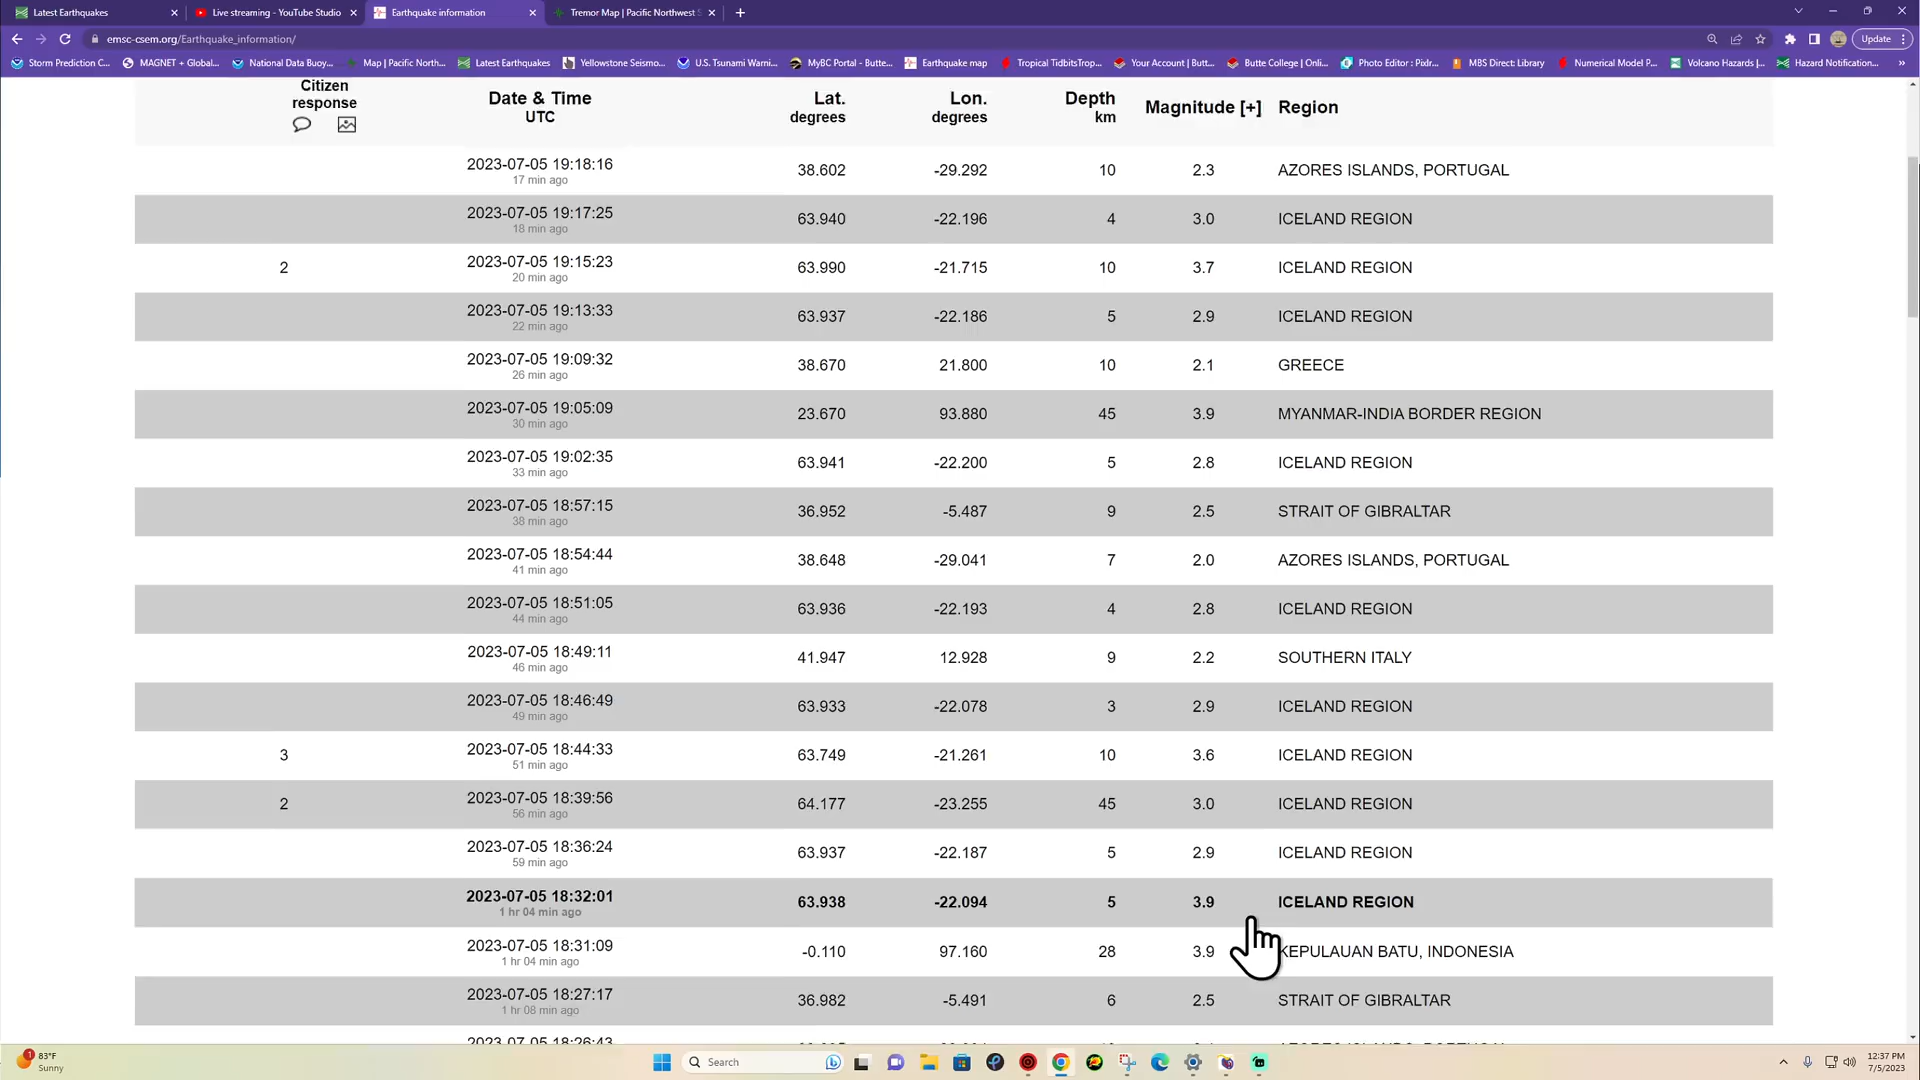 Latest Earthquakes
Live streaming - YouTube Studio
Earthquake information
Tremor Map | Pacific Northwest S
emsc-csem.org/Earthquake_information/
Update
Storm Prediction C...
MAGNET + Global...
National Data Buoy...
Map | Pacific North...
Latest Earthquakes
Yellowstone Seismo...
U.S. Tsunami Warni...
MyBC Portal - Butte...
Earthquake map
Tropical TidbitsTrop...
Your Account | Butt...
Butte College | Onli...
Photo Editor : Pixlr...
MBS Direct Library
Numerical Model P...
Volcano Hazards |...
Hazard Notification...
»
Citizen response
Date & Time UTC
Lat. degrees
Lon. degrees
Depth km
Magnitude [+]
Region
2023-07-05 19:18:16 38.602 -29.292 10 2.3 AZORES ISLANDS, PORTUGAL
17 min ago
2023-07-05 19:17:25 63.940 -22.196 4 3.0 ICELAND REGION
18 min ago
2 2023-07-05 19:15:23 63.990 -21.715 10 3.7 ICELAND REGION
20 min ago
2023-07-05 19:13:33 63.937 -22.186 5 2.9 ICELAND REGION
22 min ago
2023-07-05 19:09:32 38.670 21.800 10 2.1 GREECE
26 min ago
2023-07-05 19:05:09 23.670 93.880 45 3.9 MYANMAR-INDIA BORDER REGION
30 min ago
2023-07-05 19:02:35 63.941 -22.200 5 2.8 ICELAND REGION
33 min ago
2023-07-05 18:57:15 36.952 -5.487 9 2.5 STRAIT OF GIBRALTAR
38 min ago
2023-07-05 18:54:44 38.648 -29.041 7 2.0 AZORES ISLANDS, PORTUGAL
41 min ago
2023-07-05 18:51:05 63.936 -22.193 4 2.8 ICELAND REGION
44 min ago
2023-07-05 18:49:11 41.947 12.928 9 2.2 SOUTHERN ITALY
46 min ago
2023-07-05 18:46:49 63.933 -22.078 3 2.9 ICELAND REGION
49 min ago
3 2023-07-05 18:44:33 63.749 -21.261 10 3.6 ICELAND REGION
51 min ago
2 2023-07-05 18:39:56 64.177 -23.255 45 3.0 ICELAND REGION
56 min ago
2023-07-05 18:36:24 63.937 -22.187 5 2.9 ICELAND REGION
59 min ago
2023-07-05 18:32:01 63.938 -22.094 5 3.9 ICELAND REGION
1 hr 04 min ago
2023-07-05 18:31:09 -0.110 97.160 28 3.9 KEPULAUAN BATU, INDONESIA
1 hr 04 min ago
2023-07-05 18:27:17 36.982 -5.491 6 2.5 STRAIT OF GIBRALTAR
1 hr 08 min ago
2023-07-05 18:26:43
1
83°F
Sunny
Search
12:37 PM
7/5/2023